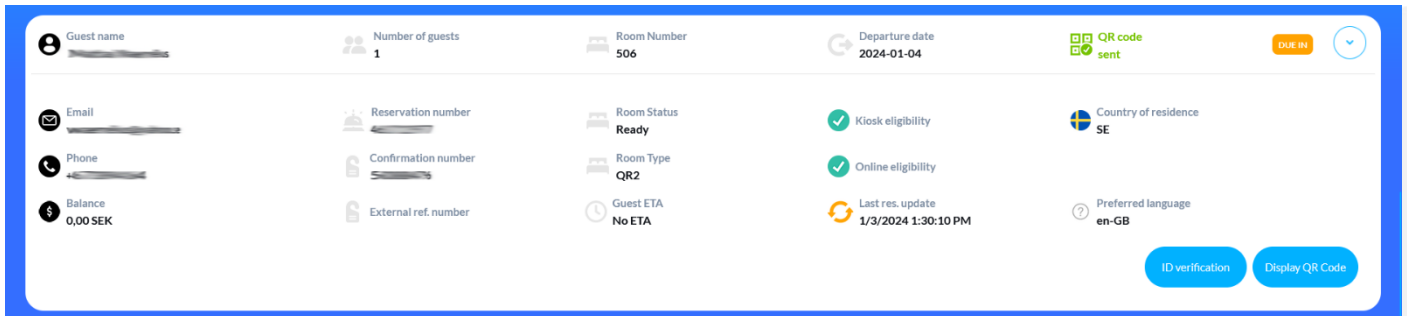 Guest name
Number of guests
1
Room Number
506
Departure date
2024-01-04
QR code
sent
DUE IN
Email
Reservation number
Room Status
Ready
Kiosk eligibility
Country of residence
SE
Phone
Confirmation number
Room Type
QR2
Online eligibility
Balance
0,00 SEK
External ref. number
Guest ETA
No ETA
Last res. update
1/3/2024 1:30:10 PM
Preferred language
en-GB
ID verification
Display QR Code